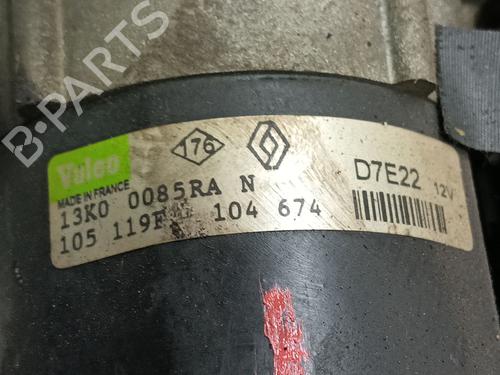 B-PARTS
Valeo
176
MADE IN FRANCE
D7E22 12V
13K0 0085RA N
105 119F 104 674